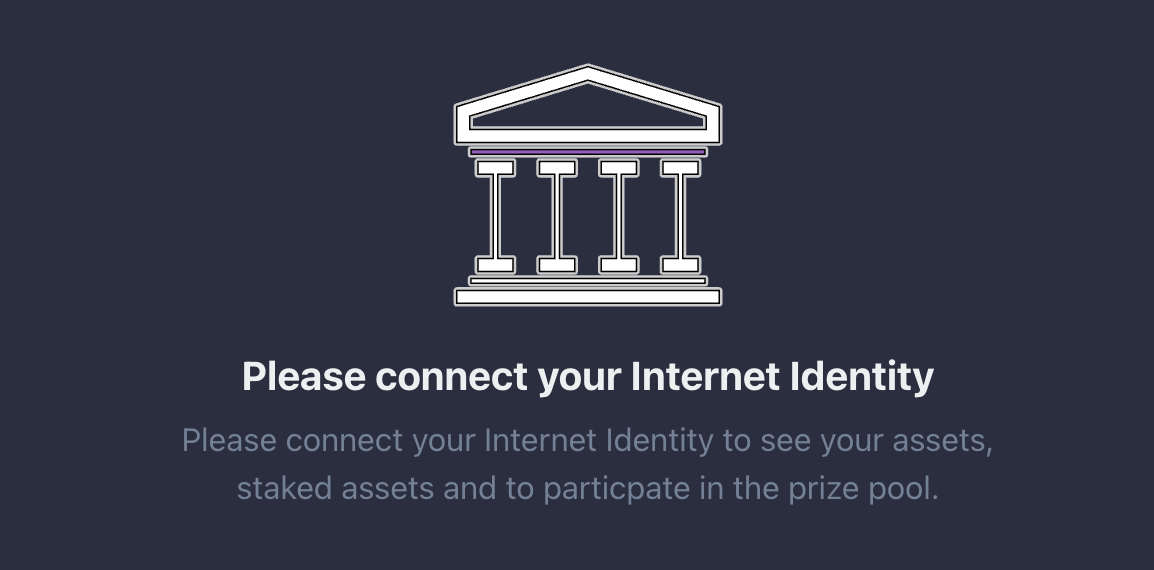 Please connect your Internet Identity
Please connect your Internet Identity to see your assets,
staked assets and to particpate in the prize pool.